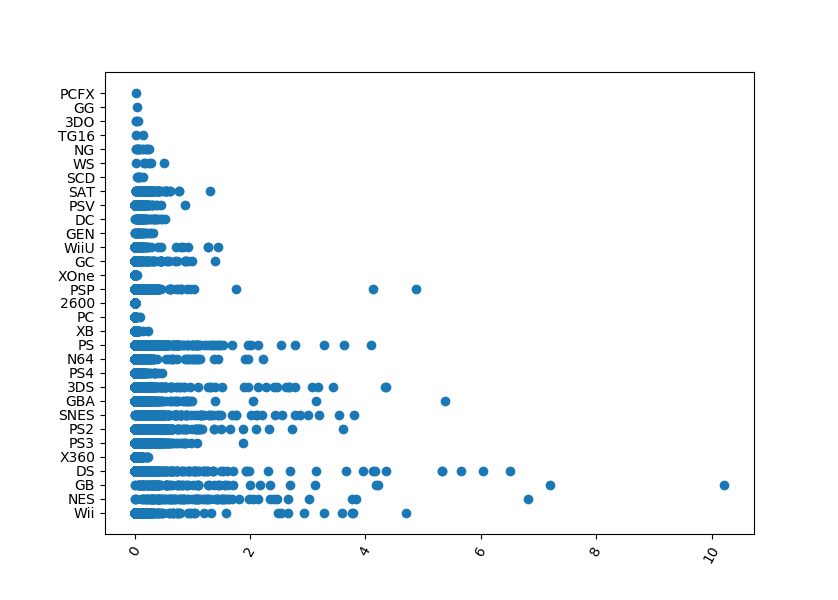 PCFX
GG
3DO
TG16
NG
WS
SCD
SAT
PSV
DC
GEN
WiiU
GC
XOne
PSP
2600
PC
XB
PS
N64
PS4
3DS
GBA
SNES
PS2
PS3
X360
DS
GB
NES
Wii
0 2 4 6 8 10